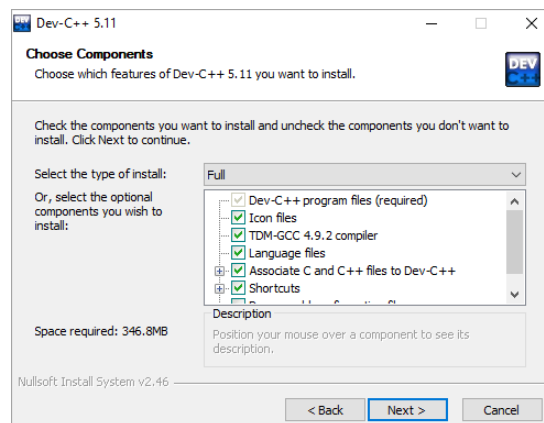 Dev-C++ 5.11
Choose Components
Choose which features of Dev-C++ 5.11 you want to install.
DEV
C++
Check the components you want to install and uncheck the components you don't want to
install. Click Next to continue.
Select the type of install:
Full
Or, select the optional
components you wish to
install:
Dev-C++ program files (required)
Icon files
TDM-GCC 4.9.2 compiler
Language files
Associate C and C++ files to Dev-C++
Shortcuts
Space required: 346.8MB
Description
Position your mouse over a component to see its
description.
Nullsoft Install System v2.46
< Back
Next >
Cancel